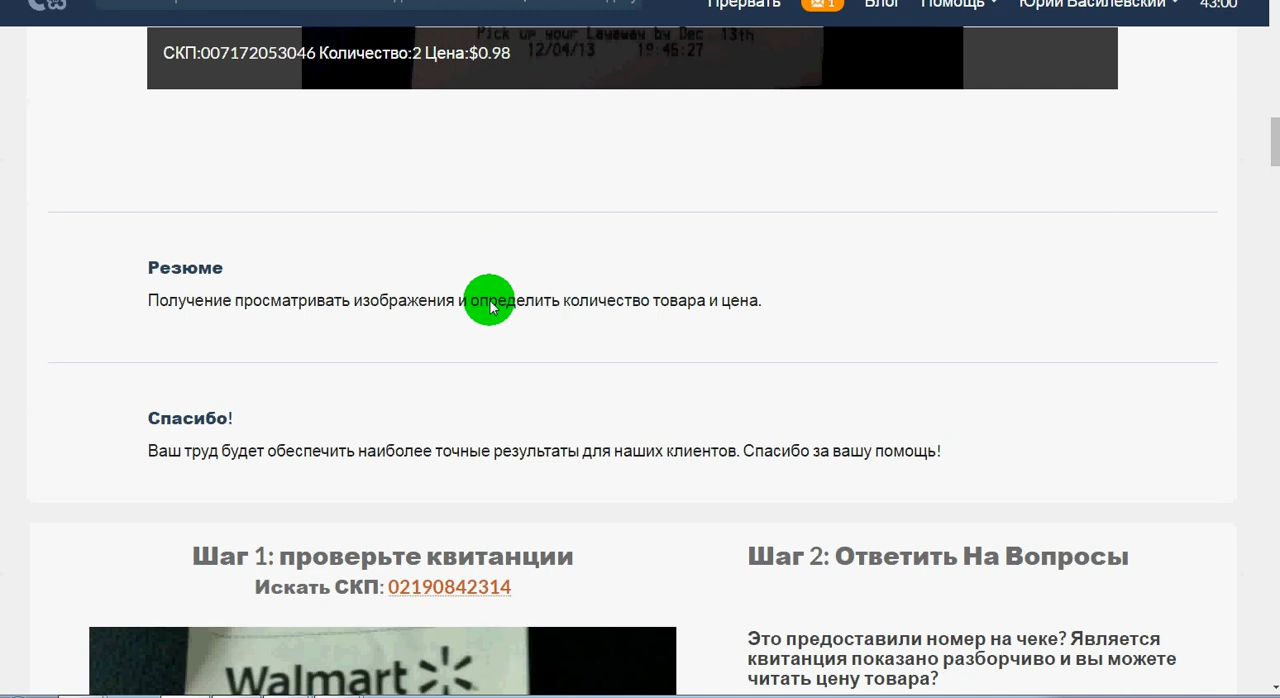 Прервать 1 Блог Помощь Юрий Василевский 43:00
Pick up your Layaway by Dec 13th
12/04/13 19:45:27
СКП:007172053046 Количество:2 Цена:$0.98
Резюме
Получение просматривать изображения и определить количество товара и цена.
Спасибо!
Ваш труд будет обеспечить наиболее точные результаты для наших клиентов. Спасибо за вашу помощь!
Шаг 1: проверьте квитанции
Искать СКП: 02190842314
Walmart
Шаг 2: Ответить На Вопросы
Это предоставили номер на чеке? Является
квитанция показано разборчиво и вы можете
читать цену товара?